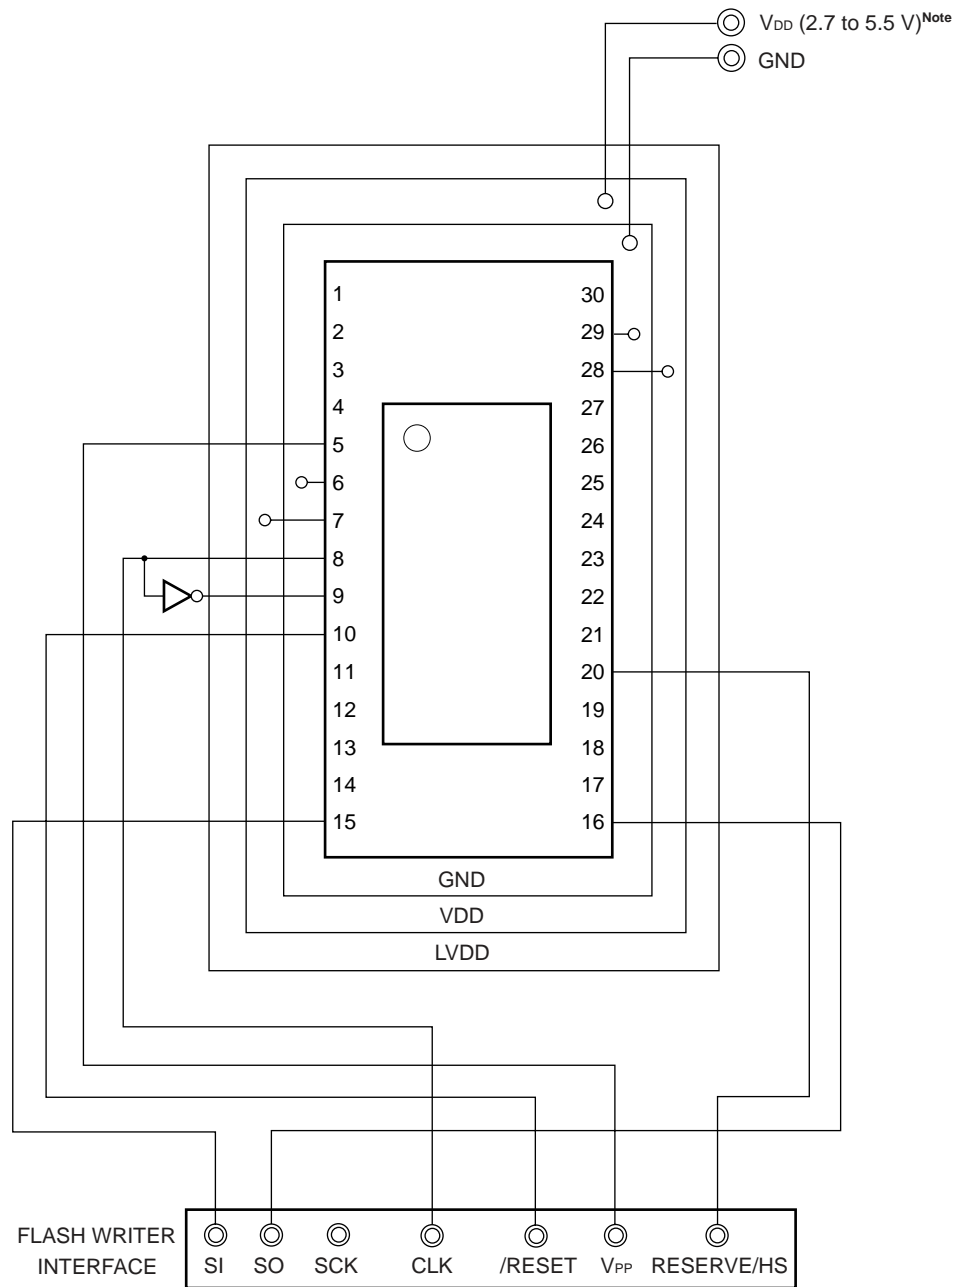 VDD (2.7 to 5.5 V)Note
GND
1 30
2 29
3 28
4 27
5 26
6 25
7 24
8 23
9 22
10 21
11 20
12 19
13 18
14 17
15 16
GND
VDD
LVDD
FLASH WRITER
INTERFACE
SI SO SCK CLK /RESET VPP RESERVE/HS